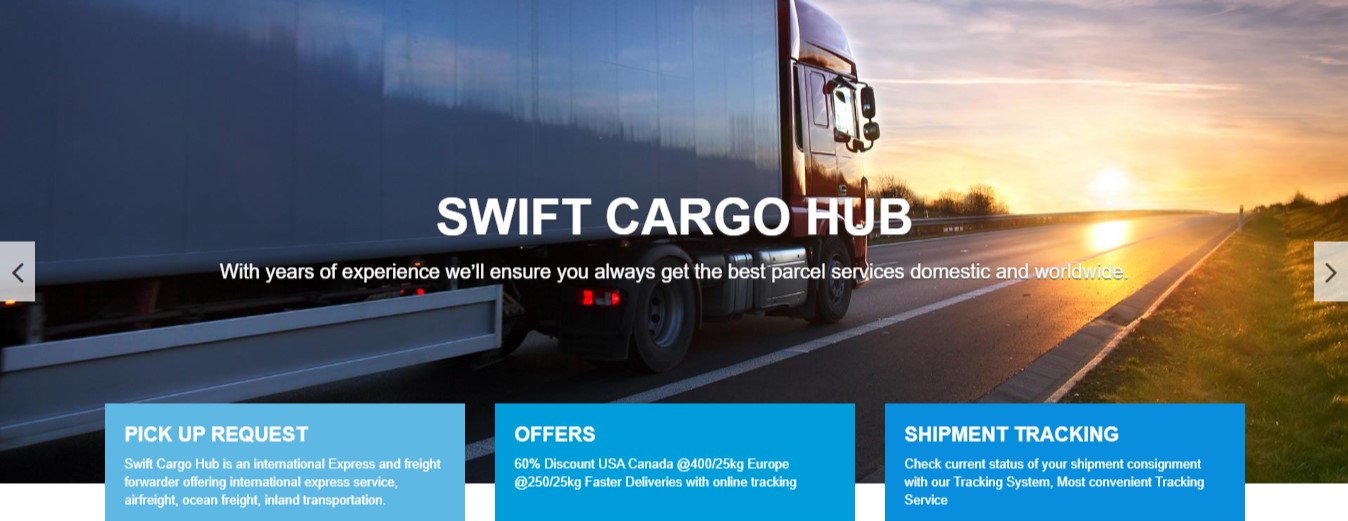 SWIFT CARGO HUB
With years of experience we'll ensure you always get the best parcel services domestic and worldwide.
PICK UP REQUEST
Swift Cargo Hub is an international Express and freight
forwarder offering international express service,
airfreight, ocean freight, inland transportation.
OFFERS
60% Discount USA Canada @400/25kg Europe
@250/25kg Faster Deliveries with online tracking
SHIPMENT TRACKING
Check current status of your shipment consignment
with our Tracking System, Most convenient Tracking
Service